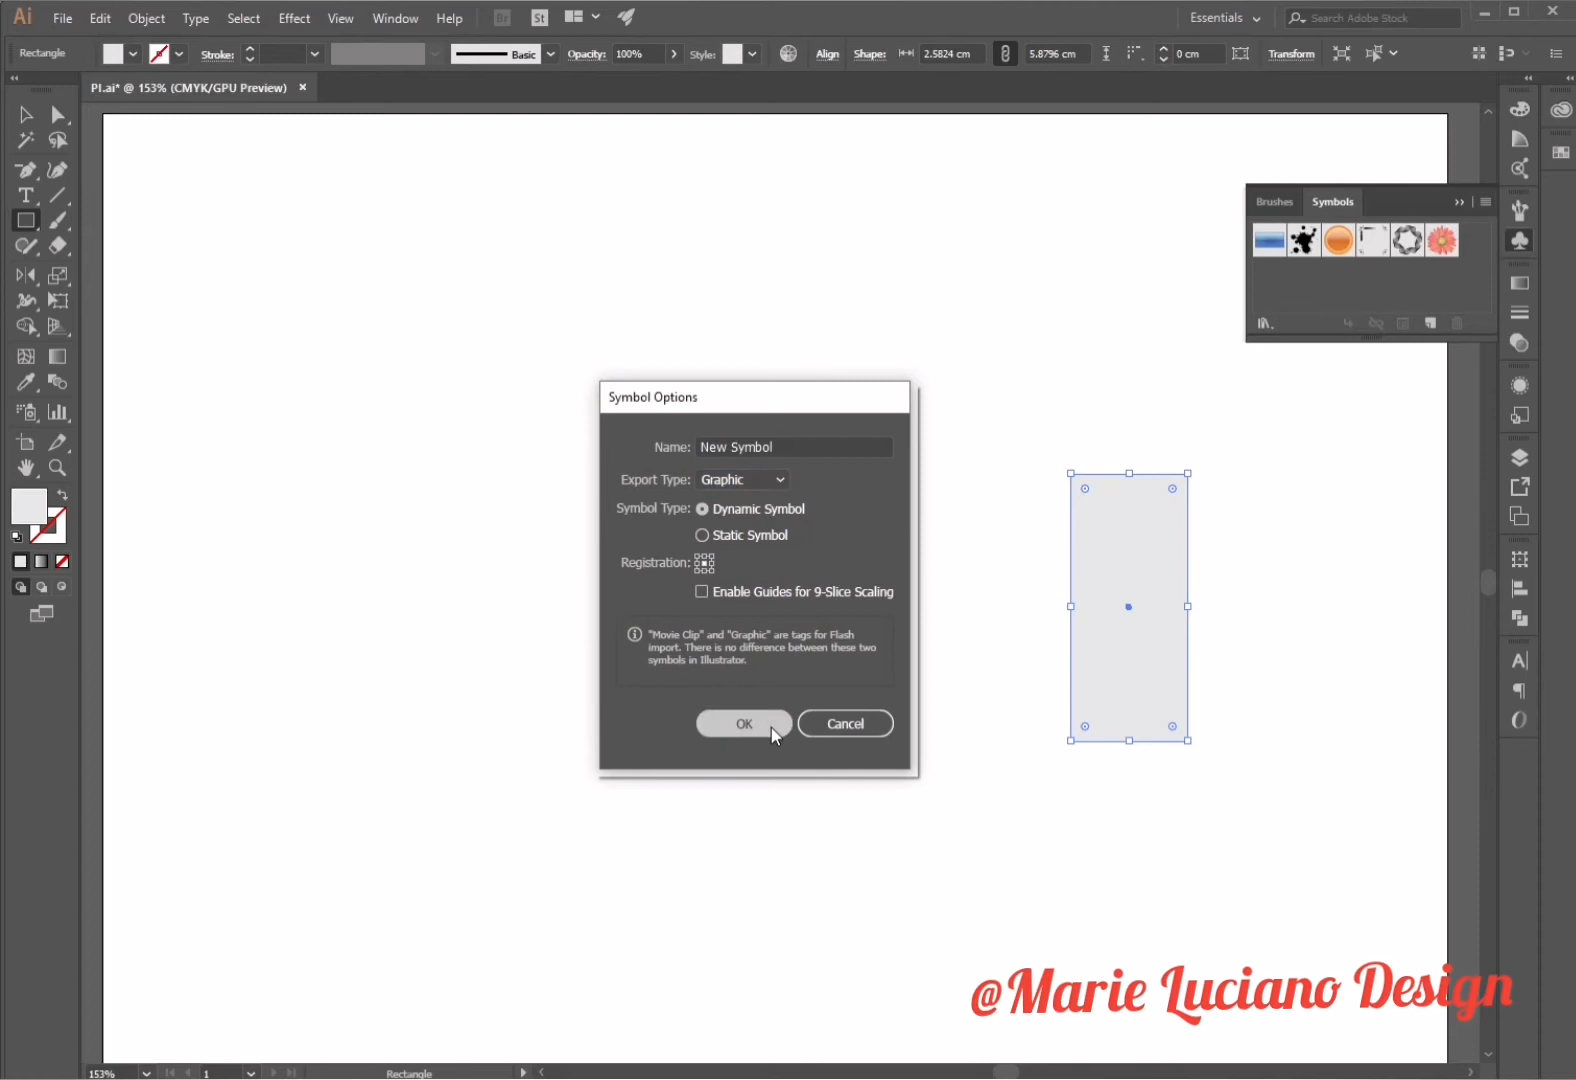 Ai File Edit Object Type Select Effect View Window Help Br St Essentials Search Adobe Stock
Rectangle Stroke: Basic Opacity: 100% Style: Align Shape: 2.5824 cm 5.8796 cm 0 cm Transform
PI.ai* @ 153% (CMYK/GPU Preview) ×
Brushes Symbols
Symbol Options
Name: New Symbol
Export Type: Graphic
Symbol Type: Dynamic Symbol
Static Symbol
Registration:
Enable Guides for 9-Slice Scaling
"Movie Clip" and "Graphic" are tags for Flash
import. There is no difference between these two
symbols in Illustrator.
OK Cancel
@Marie Luciano Design
153% 1 Rectangle